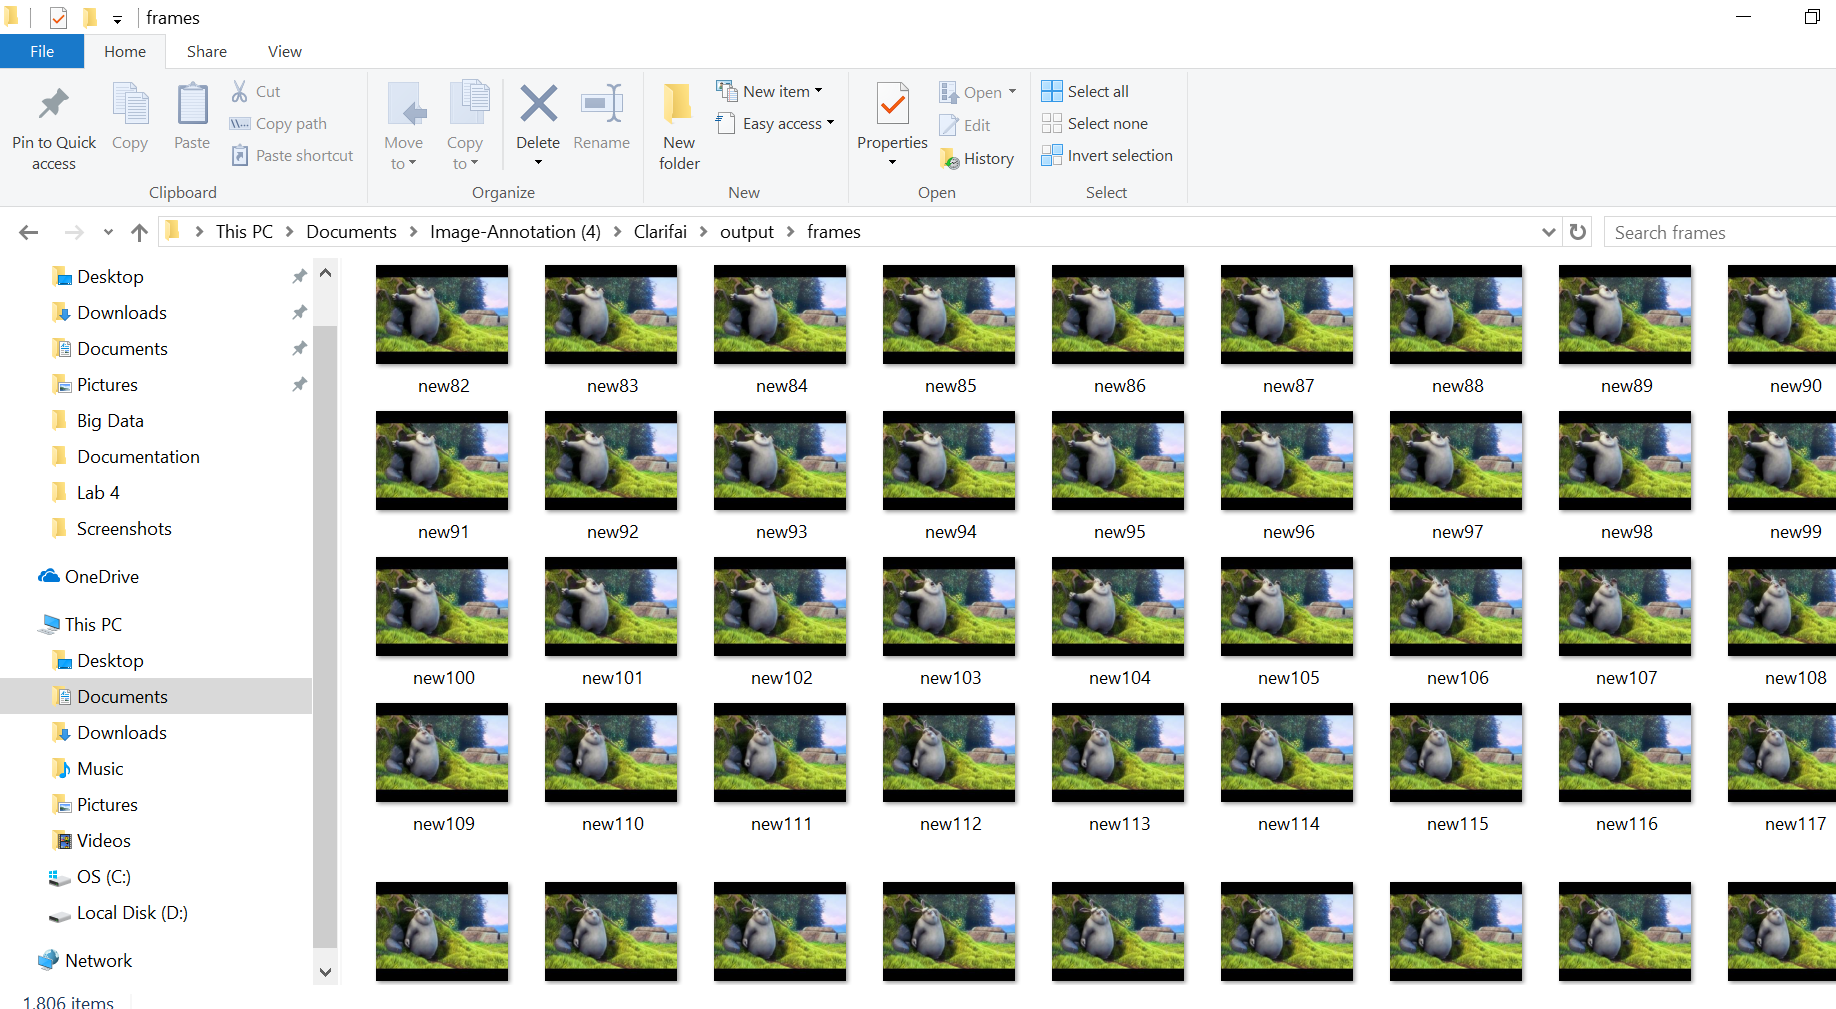 frames
File Home Share View
Pin to Quick access
Copy
Paste
Cut
Copy path
Paste shortcut
Clipboard
Move to
Copy to
Delete
Rename
Organize
New folder
New item
Easy access
New
Properties
Open
Edit
History
Open
Select all
Select none
Invert selection
Select
This PC > Documents > Image-Annotation (4) > Clarifai > output > frames
Search frames
Desktop
Downloads
Documents
Pictures
Big Data
Documentation
Lab 4
Screenshots
OneDrive
This PC
Desktop
Documents
Downloads
Music
Pictures
Videos
OS (C:)
Local Disk (D:)
Network
new82 new83 new84 new85 new86 new87 new88 new89 new90
new91 new92 new93 new94 new95 new96 new97 new98 new99
new100 new101 new102 new103 new104 new105 new106 new107 new108
new109 new110 new111 new112 new113 new114 new115 new116 new117
1,806 items